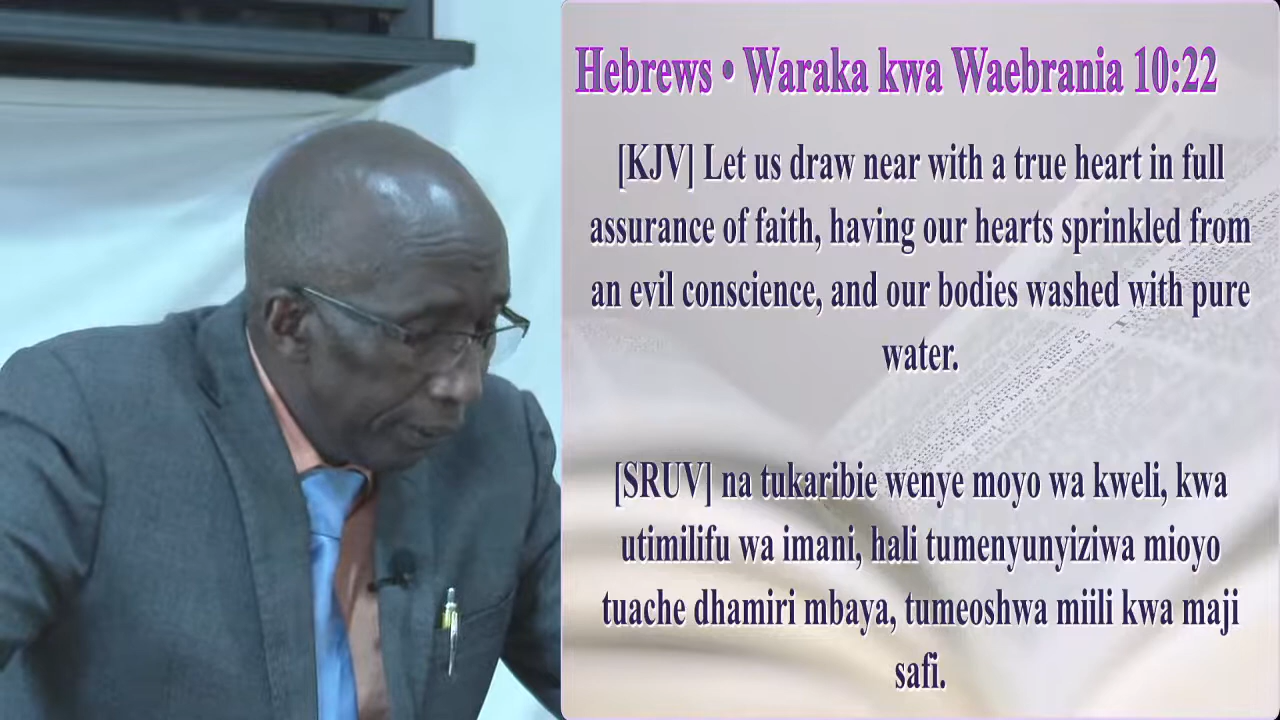 Hebrews • Waraka kwa Waebrania 10:22
[KJV] Let us draw near with a true heart in full
assurance of faith, having our hearts sprinkled from
an evil conscience, and our bodies washed with pure
water.
[SRUV] na tukaribie wenye moyo wa kweli, kwa
utimilifu wa imani, hali tumenyunyiziwa mioyo
tuache dhamiri mbaya, tumeoshwa miili kwa maji
safi.